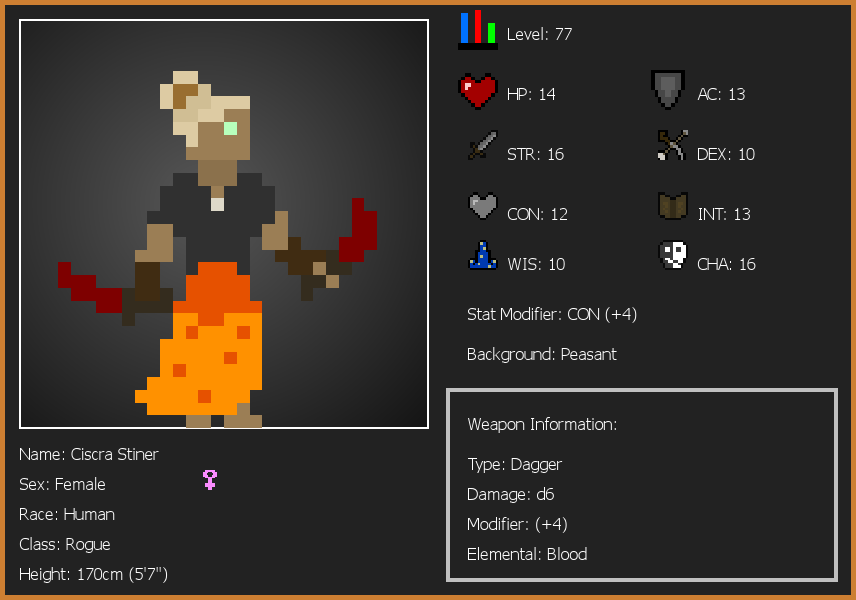 Level: 77
HP: 14
AC: 13
STR: 16
DEX: 10
CON: 12
INT: 13
WIS: 10
CHA: 16
Stat Modifier: CON (+4)
Background: Peasant
Weapon Information:
Type: Dagger
Damage: d6
Modifier: (+4)
Elemental: Blood
Name: Ciscra Stiner
Sex: Female
Race: Human
Class: Rogue
Height: 170cm (5'7")